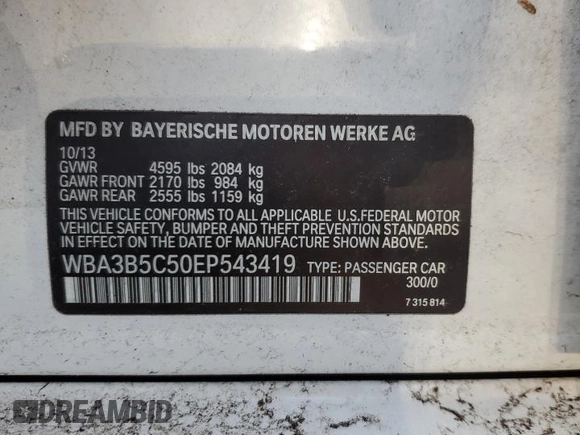 MFD BY BAYERISCHE MOTOREN WERKE AG
10/13
GVWR 4595 lbs 2084 kg
GAWR FRONT 2170 lbs 984 kg
GAWR REAR 2555 lbs 1159 kg
THIS VEHICLE CONFORMS TO ALL APPLICABLE U.S.FEDERAL MOTOR
VEHICLE SAFETY, BUMPER AND THEFT PREVENTION STANDARDS
IN EFFECT ON THE DATE OF MANUFACTURE SHOWN ABOVE.
WBA3B5C50EP543419 TYPE: PASSENGER CAR
300/0
7 315 814
DREAMBID